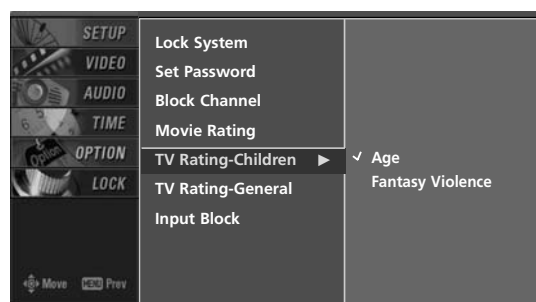 SETUP
VIDEO
AUDIO
TIME
OPTION
LOCK
Lock System
Set Password
Block Channel
Movie Rating
TV Rating-Children ▶
TV Rating-General
Input Block
✓ Age
Fantasy Violence
Move MENU Prev